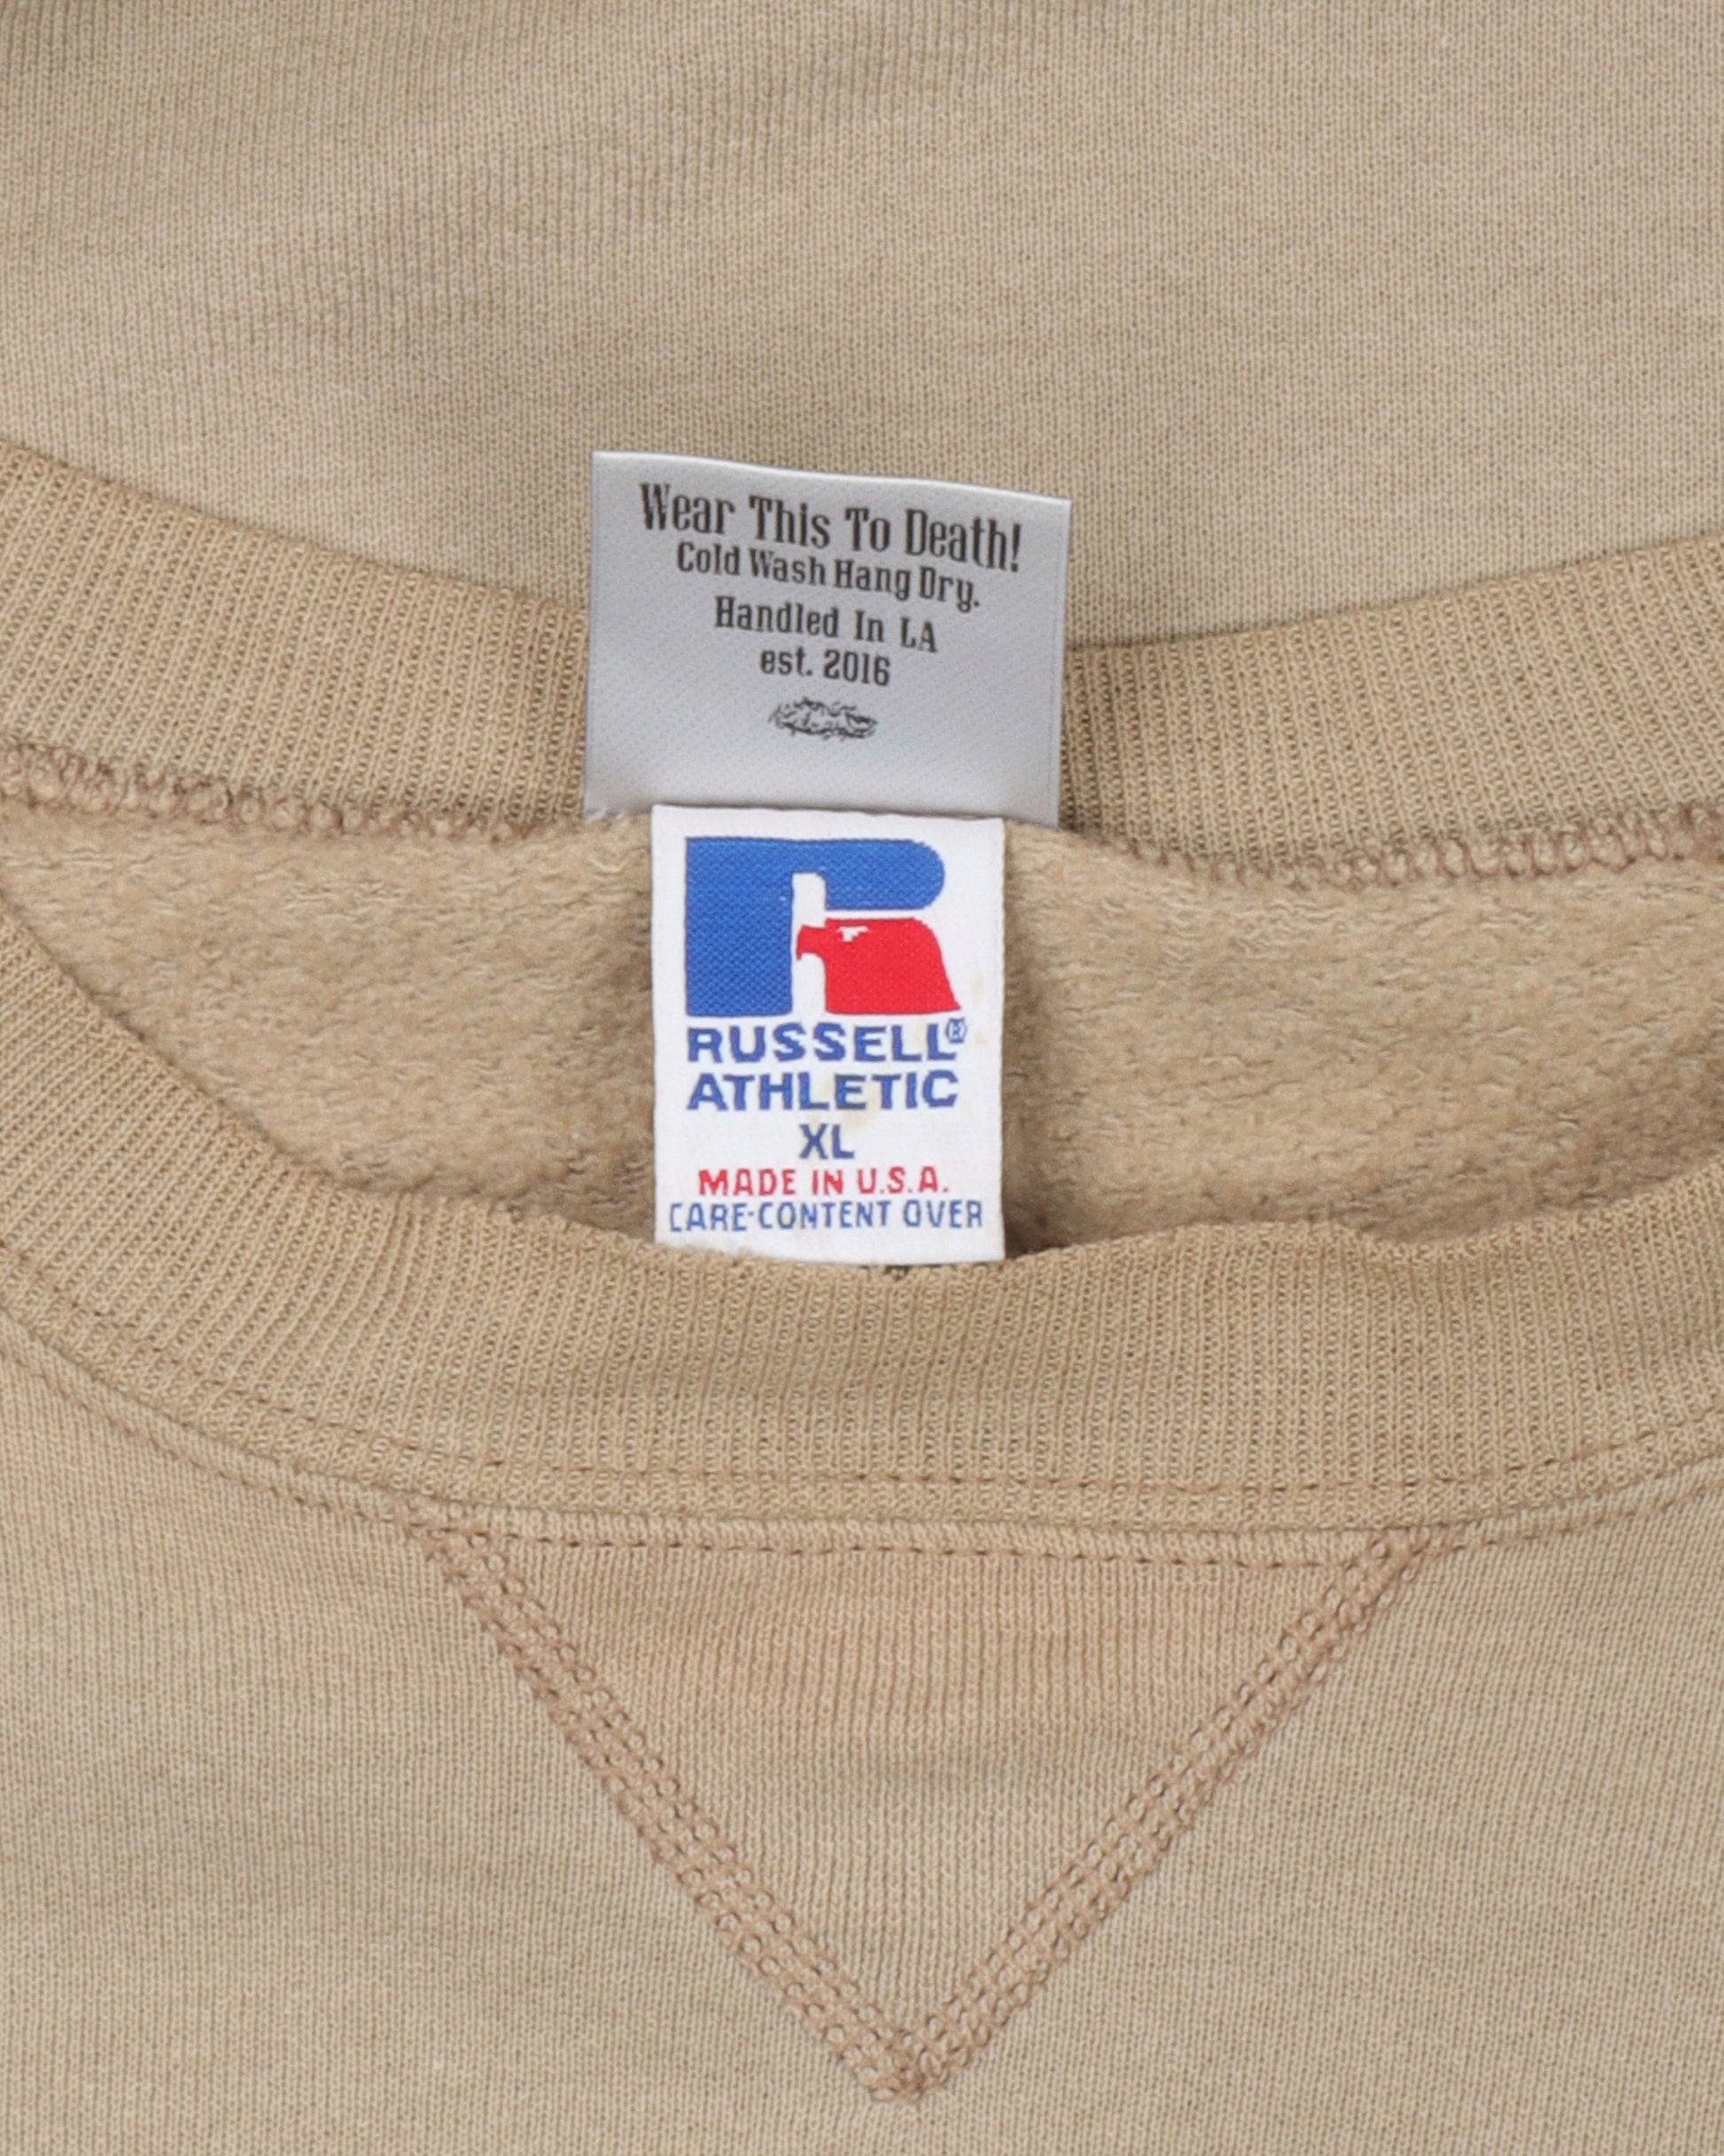 Wear This To Death!
Cold Wash Hang Dry.
Handled In LA
est. 2016
RUSSELL®
ATHLETIC
XL
MADE IN U.S.A.
CARE-CONTENT OVER